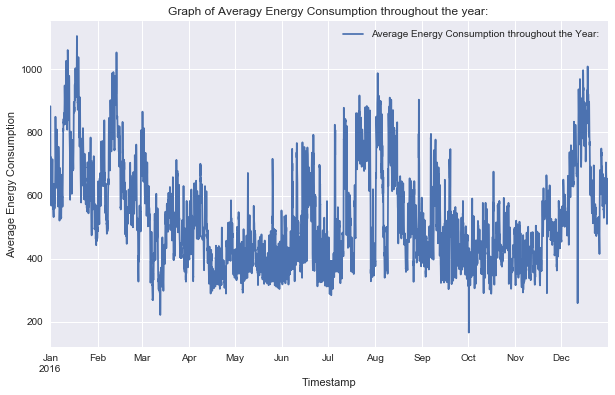 Graph of Averagy Energy Consumption throughout the year:
Average Energy Consumption throughout the Year:
1000
800
600
400
200
Average Energy Consumption
Jan Feb Mar Apr May Jun Jul Aug Sep Oct Nov Dec
2016
Timestamp